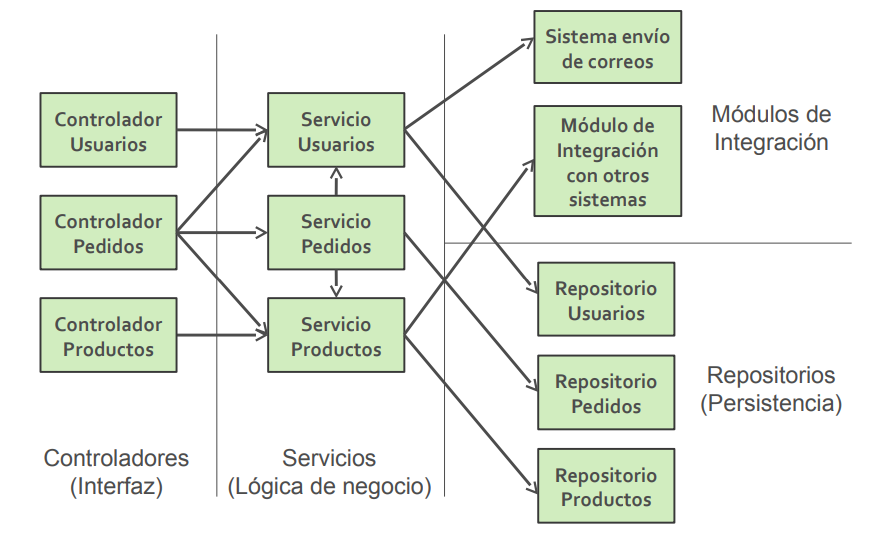 Controlador
Usuarios
Controlador
Pedidos
Controlador
Productos
Controladores
(Interfaz)
Servicio
Usuarios
Servicio
Pedidos
Servicio
Productos
Servicios
(Lógica de negocio)
Sistema envío
de correos
Módulo de
Integración
con otros
sistemas
Módulos de
Integración
Repositorio
Usuarios
Repositorio
Pedidos
Repositorio
Productos
Repositorios
(Persistencia)